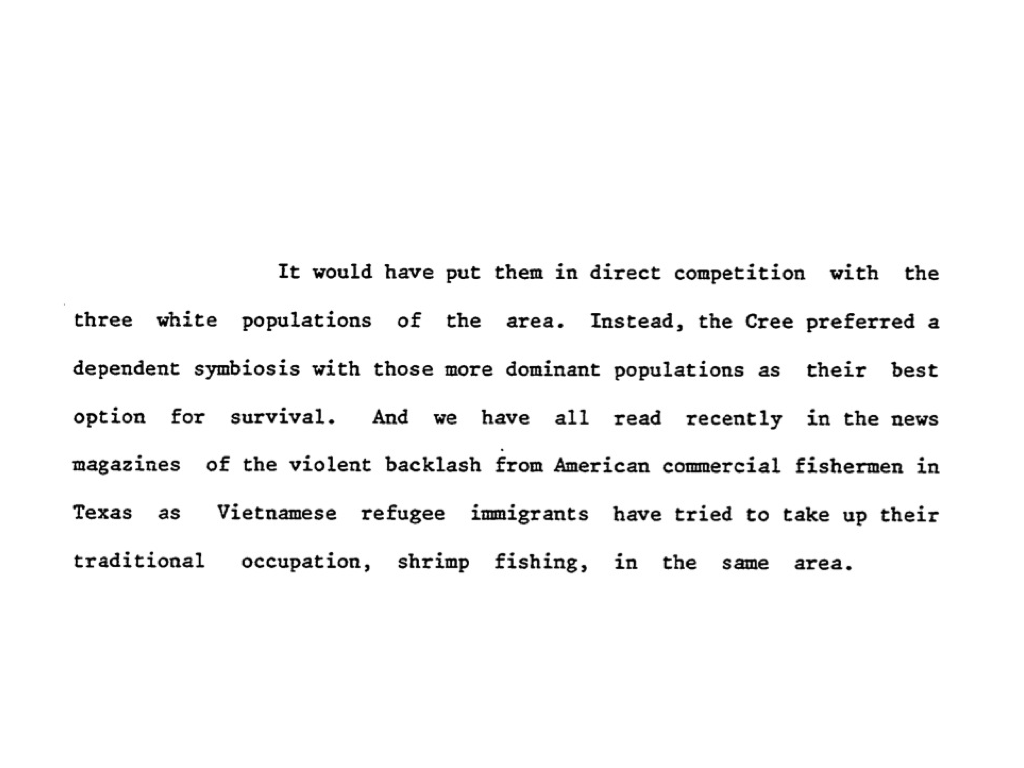 It would have put them in direct competition with the
three white populations of the area. Instead, the Cree preferred a
dependent symbiosis with those more dominant populations as their best
option for survival. And we have all read recently in the news
magazines of the violent backlash from American commercial fishermen in
Texas as Vietnamese refugee immigrants have tried to take up their
traditional occupation, shrimp fishing, in the same area.